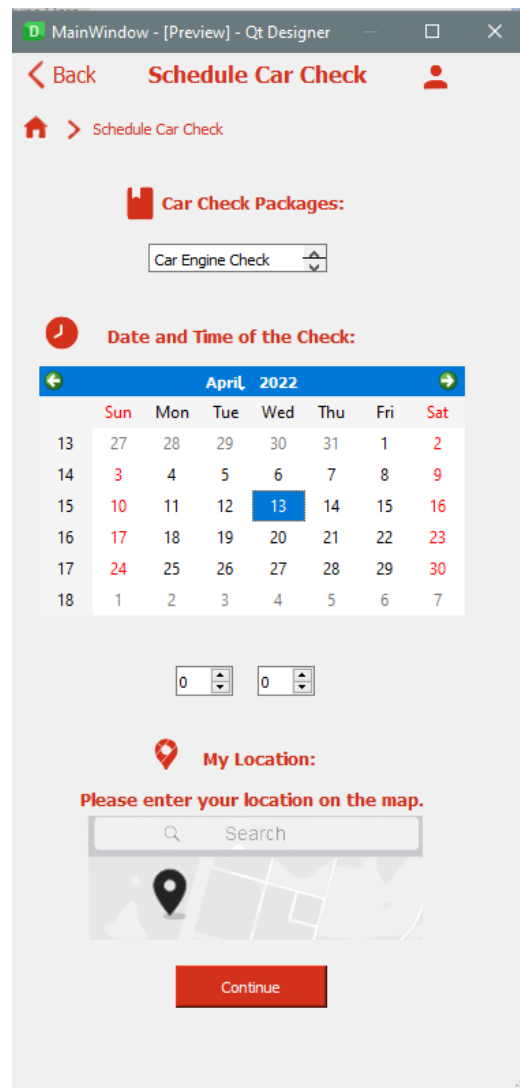 D MainWindow - [Preview] - Qt Designer
Back Schedule Car Check
Schedule Car Check
Car Check Packages:
Car Engine Check
Date and Time of the Check:
April, 2022
Sun Mon Tue Wed Thu Fri Sat
13 27 28 29 30 31 1 2
14 3 4 5 6 7 8 9
15 10 11 12 13 14 15 16
16 17 18 19 20 21 22 23
17 24 25 26 27 28 29 30
18 1 2 3 4 5 6 7
0 0
My Location:
Please enter your location on the map.
Search
Continue